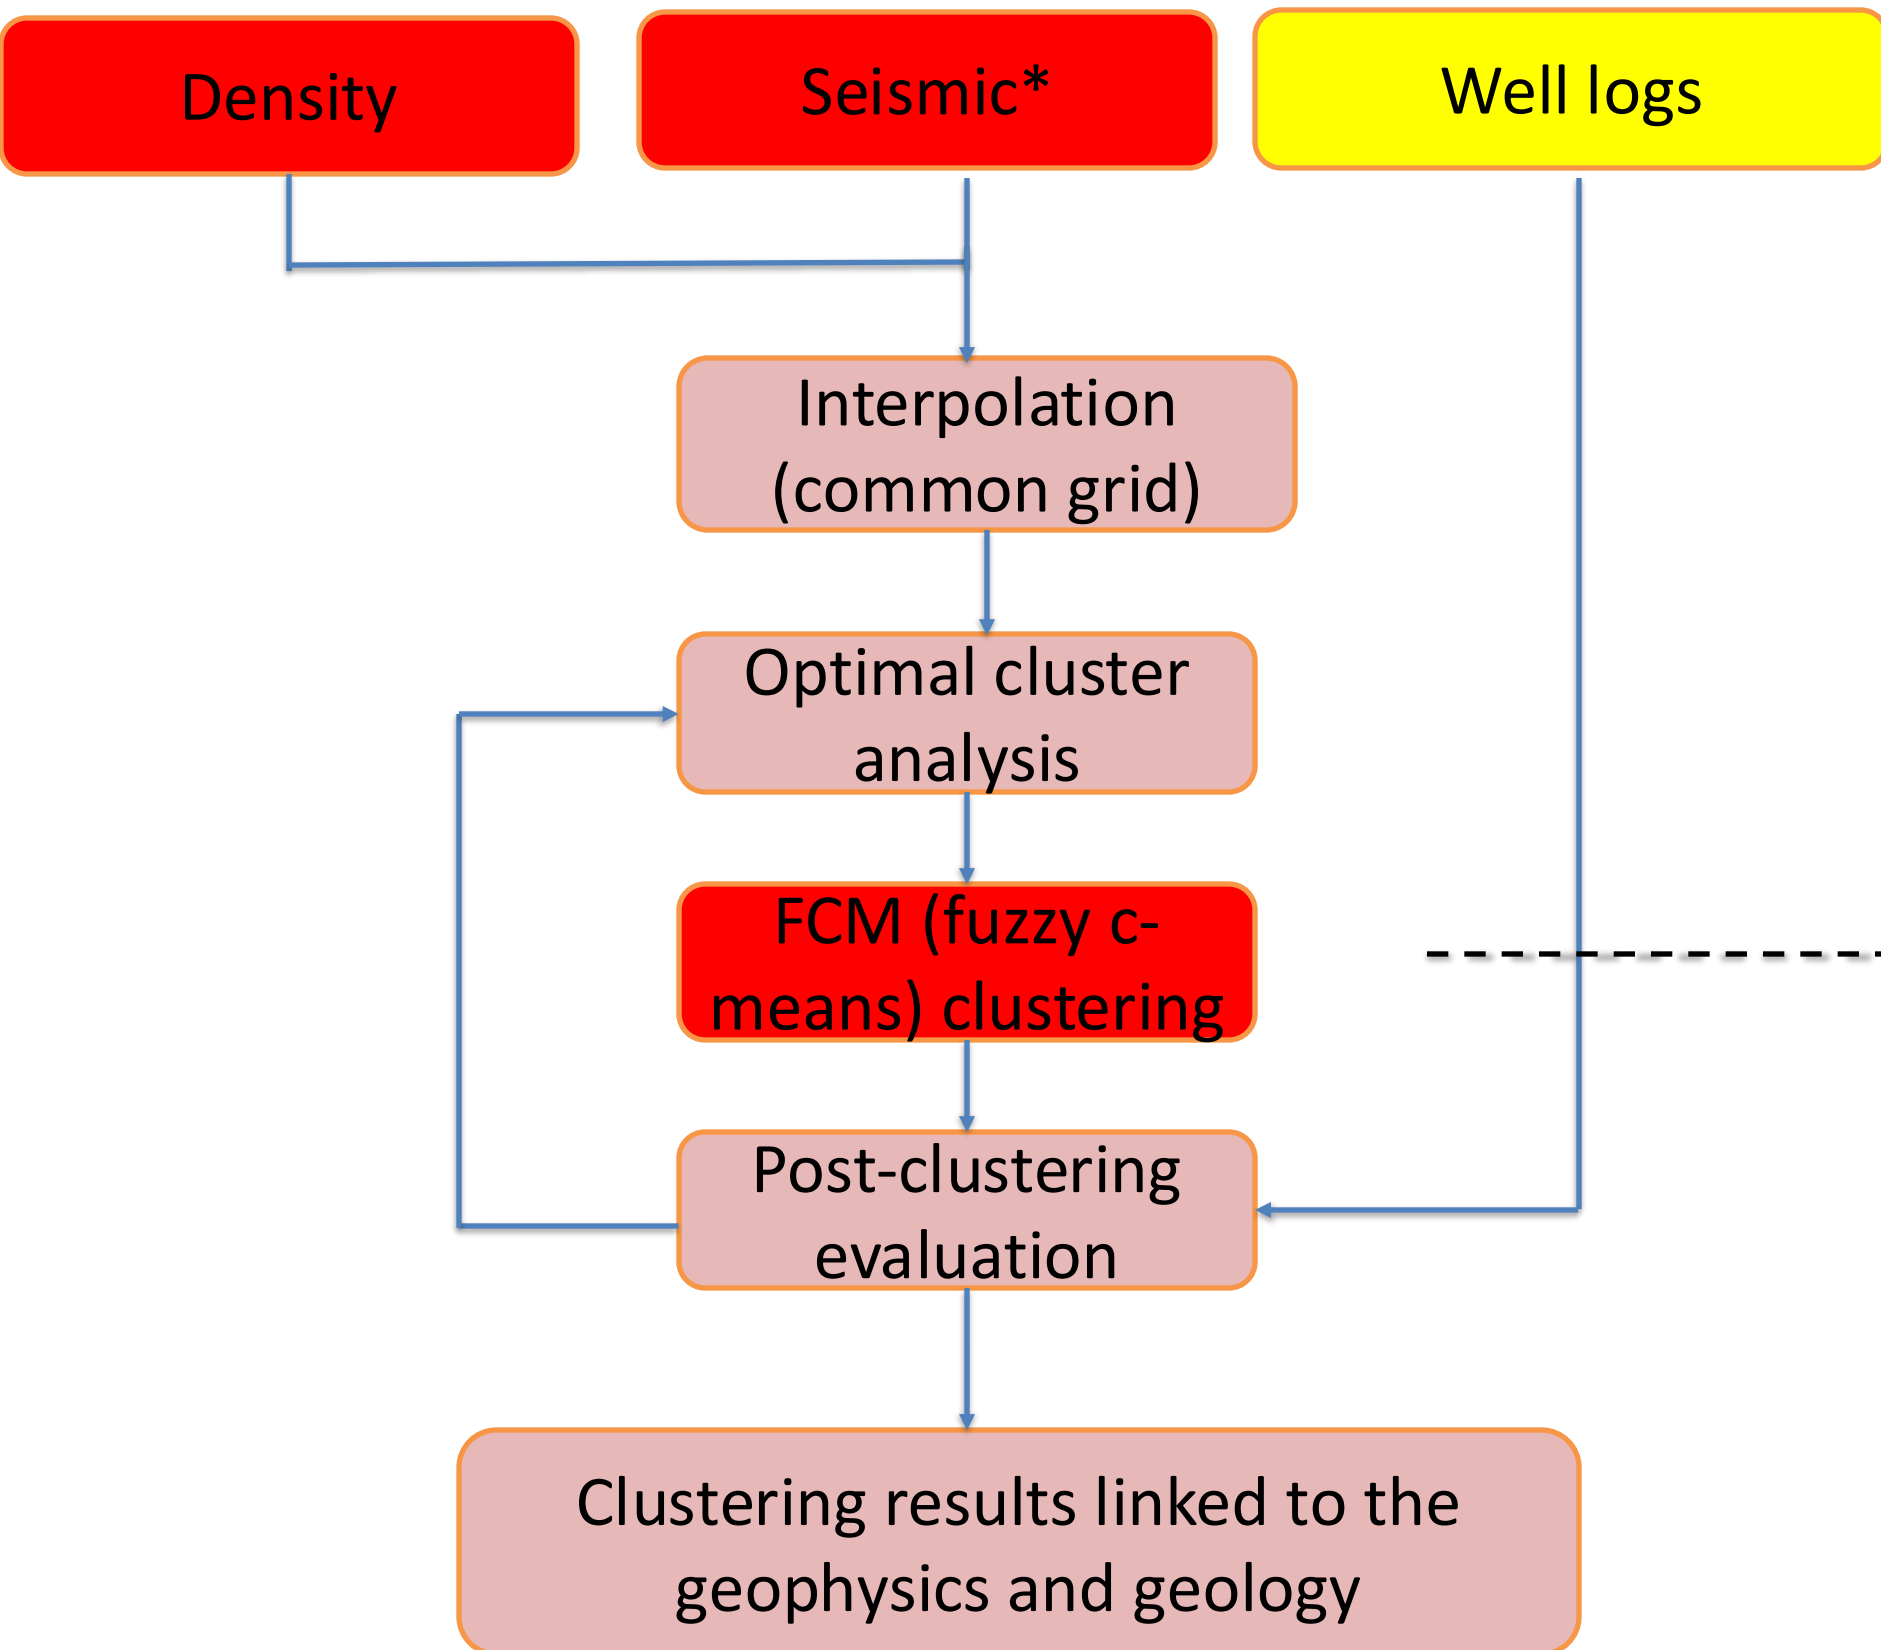 Density
Seismic*
Well logs
Interpolation
(common grid)
Optimal cluster
analysis
FCM (fuzzy c-
means) clustering
Post-clustering
evaluation
Clustering results linked to the
geophysics and geology